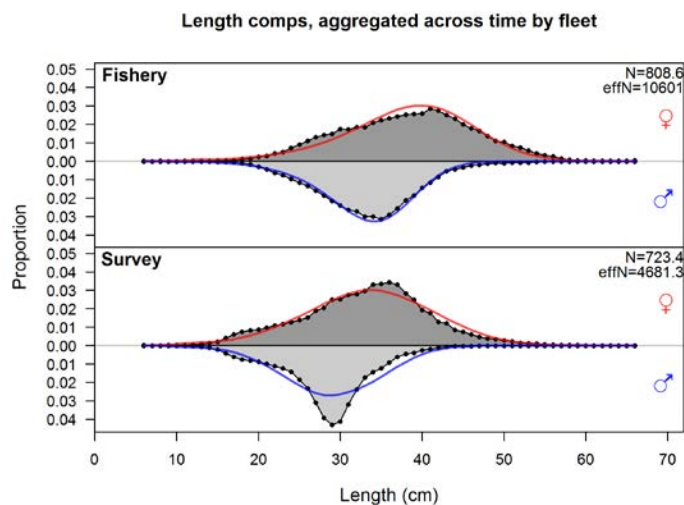 Length comps, aggregated across time by fleet
Fishery
N=808.6
effN=10601
♀
♂
0.05
0.04
0.03
0.02
0.01
0.00
0.01
0.02
0.03
0.04
Proportion
Survey
N=723.4
effN=4681.3
♀
♂
0.05
0.04
0.03
0.02
0.01
0.00
0.01
0.02
0.03
0.04
0 10 20 30 40 50 60 70
Length (cm)